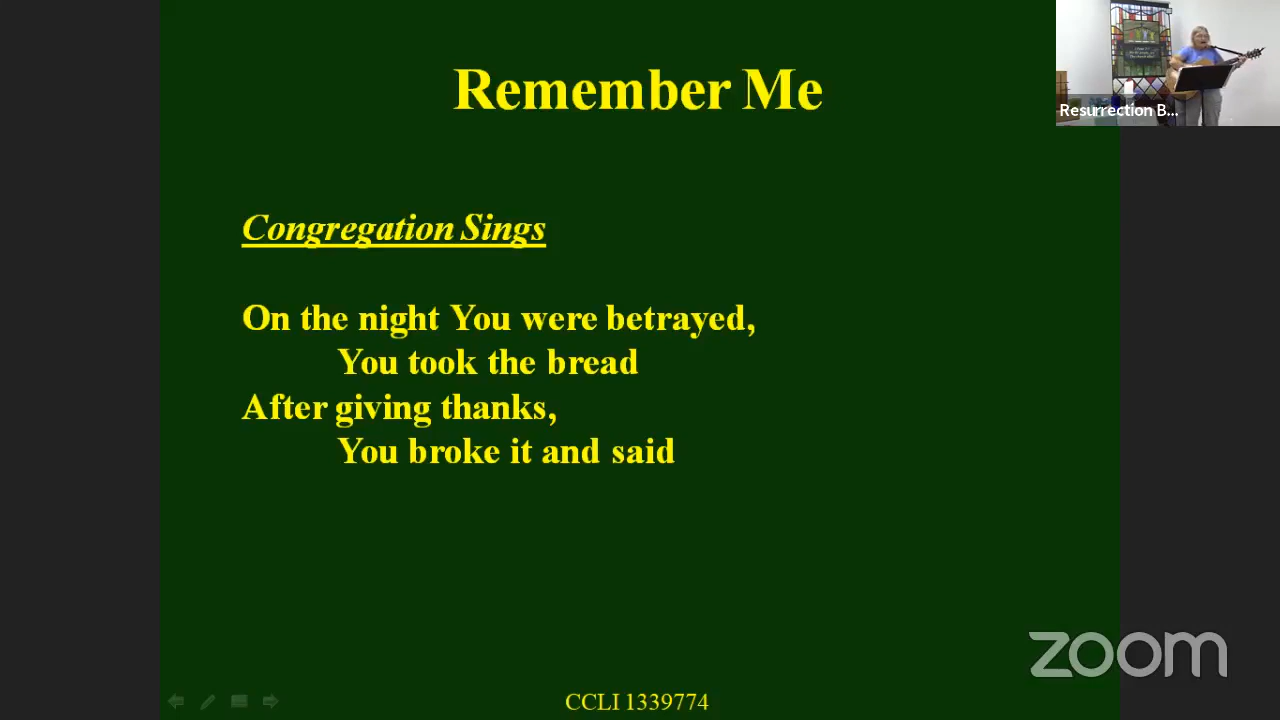 Remember Me
Resurrection B...
Congregation Sings
On the night You were betrayed,
You took the bread
After giving thanks,
You broke it and said
zoom
CCLI 1339774